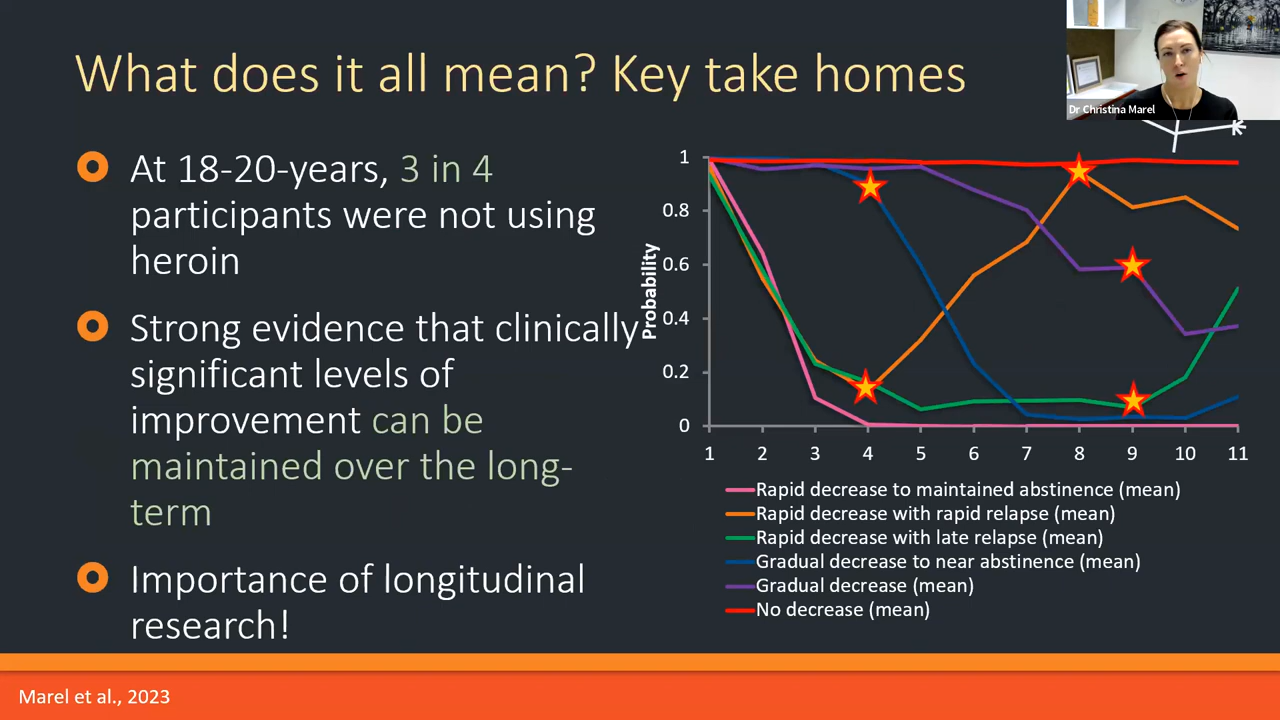 What does it all mean? Key take homes
Dr Christina Marel
At 18-20-years, 3 in 4
participants were not using
heroin
Strong evidence that clinically
significant levels of
improvement can be
maintained over the long-
term
Importance of longitudinal
research!
Probability
1
0.8
0.6
0.4
0.2
0
1 2 3 4 5 6 7 8 9 10 11
Rapid decrease to maintained abstinence (mean)
Rapid decrease with rapid relapse (mean)
Rapid decrease with late relapse (mean)
Gradual decrease to near abstinence (mean)
Gradual decrease (mean)
No decrease (mean)
Marel et al., 2023